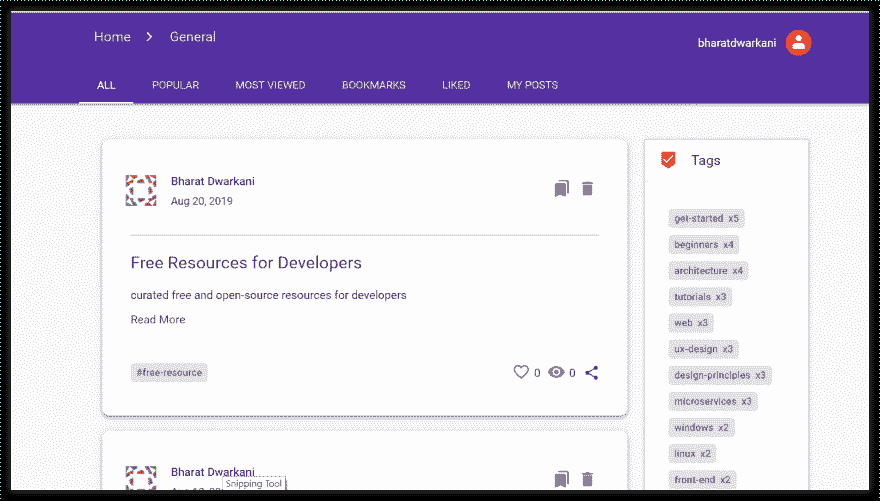 Home > General
bharatdwarkani
ALL POPULAR MOST VIEWED BOOKMARKS LIKED MY POSTS
Bharat Dwarkani
Aug 20, 2019
Free Resources for Developers
curated free and open-source resources for developers
Read More
#free-resource
0 0
Bharat Dwarkani
Snipping Tool
Tags
get-started x5
beginners x4
architecture x4
tutorials x3
web x3
ux-design x3
design-principles x3
microservices x3
windows x2
linux x2
front-end x2